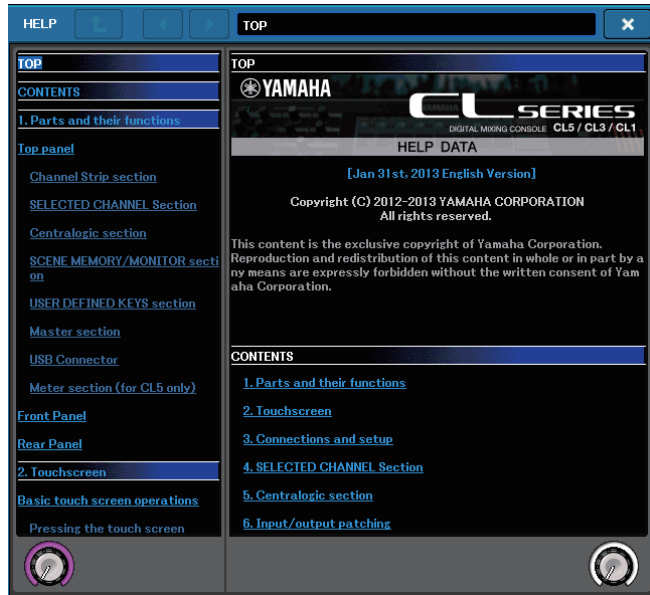 HELP
TOP
TOP
CONTENTS
1. Parts and their functions
Top panel
Channel Strip section
SELECTED CHANNEL Section
Centralogic section
SCENE MEMORY/MONITOR secti
on
USER DEFINED KEYS section
Master section
USB Connector
Meter section (for CL5 only)
Front Panel
Rear Panel
2. Touchscreen
Basic touch screen operations
Pressing the touch screen
TOP
YAMAHA
CL SERIES
DIGITAL MIXING CONSOLE CL5 / CL3 / CL1
HELP DATA
[Jan 31st, 2013 English Version]
Copyright (C) 2012-2013 YAMAHA CORPORATION
All rights reserved.
This content is the exclusive copyright of Yamaha Corporation.
Reproduction and redistribution of this content in whole or in part by a
ny means are expressly forbidden without the written consent of Yam
aha Corporation.
CONTENTS
1. Parts and their functions
2. Touchscreen
3. Connections and setup
4. SELECTED CHANNEL Section
5. Centralogic section
6. Input/output patching